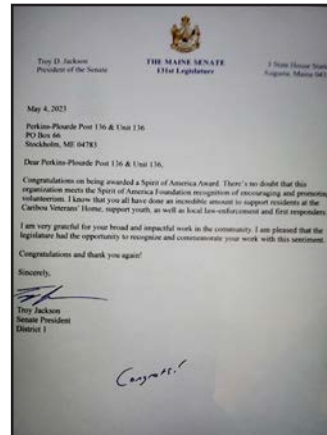 Troy D. Jackson
President of the Senate
THE MAINE SENATE
131st Legislature
3 State House Station
Augusta, Maine
May 4, 2023
Perkins-Plourde Post 136 & Unit 136
PO Box 66
Stockholm, ME 04783
Dear Perkins-Plourde Post 136 & Unit 136,
Congratulations on being awarded a Spirit of America Award. There's no doubt that this
organization meets the Spirit of America Foundation recognition of encouraging and promoting
volunteerism. I know that you all have done an incredible amount to support residents at the
Caribou Veterans' Home, support youth, as well as local law-enforcement and first responders.
I am very grateful for your broad and impactful work in the community. I am pleased that the
legislature had the opportunity to recognize and commemorate your work with this sentiment.
Congratulations and thank you again!
Sincerely,
Troy Jackson
Senate President
District 1
Congrats!